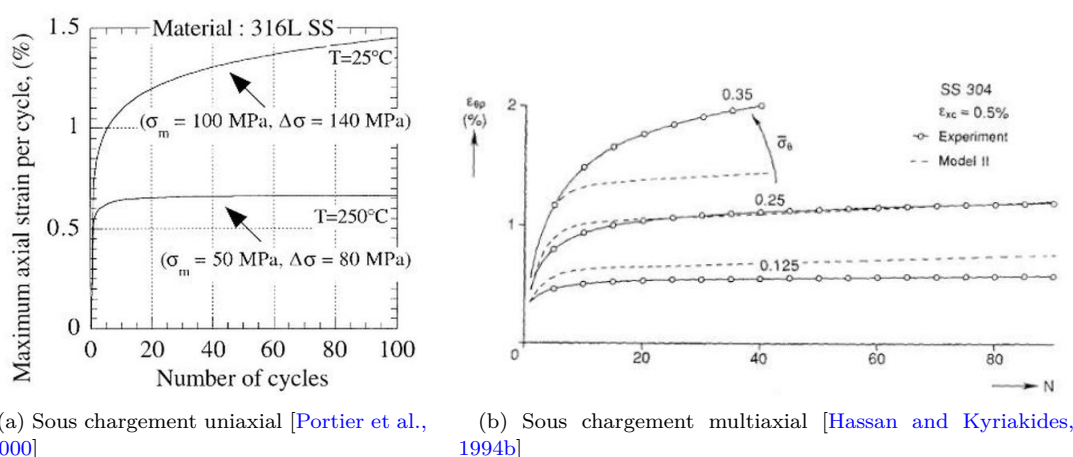 1.5
Material : 316L SS
T=25°C
(σm = 100 MPa, Δσ = 140 MPa)
1
T=250°C
0.5
(σm = 50 MPa, Δσ = 80 MPa)
0
0 20 40 60 80 100
Number of cycles
Maximum axial strain per cycle, (%)
εθp
(%)
2
1
0
0.35
σ̅θ
0.25
0.125
SS 304
εxc = 0.5%
Experiment
Model II
20 40 60 80
N
(a) Sous chargement uniaxial [Portier et al.,
000]
(b) Sous chargement multiaxial [Hassan and Kyriakides,
1994b]